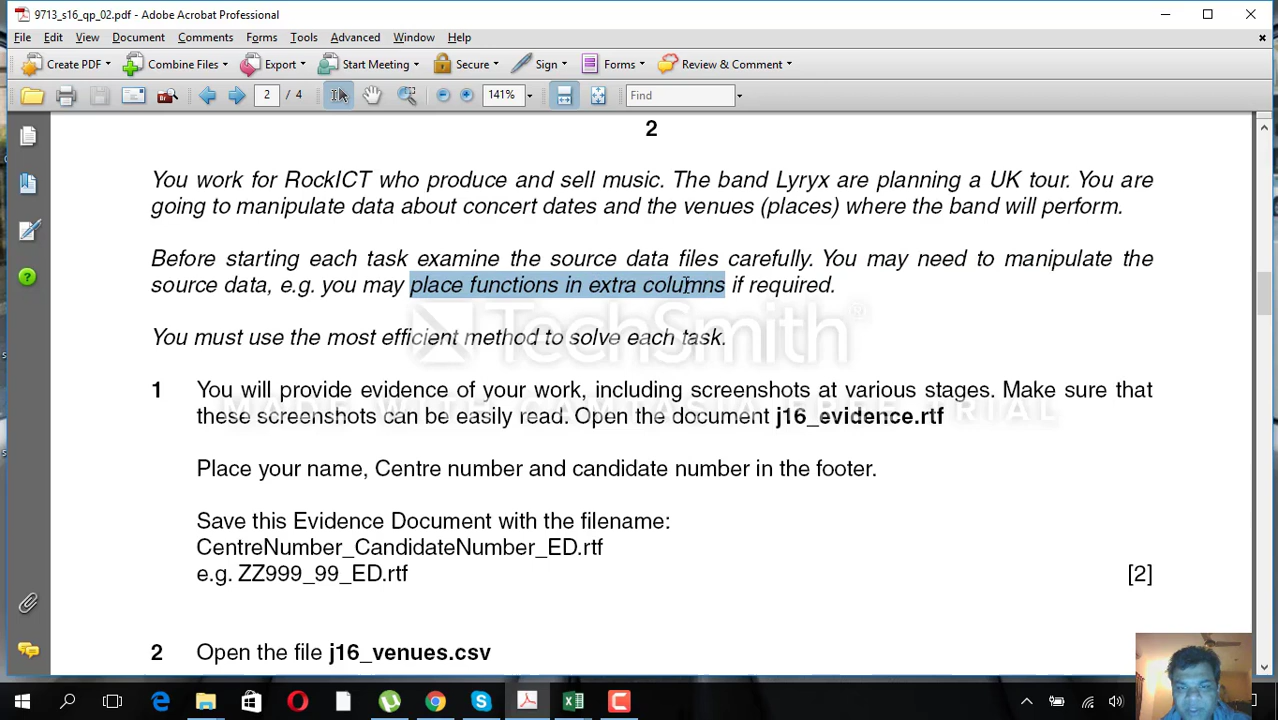 9713_s16_qp_02.pdf - Adobe Acrobat Professional
File Edit View Document Comments Forms Tools Advanced Window Help
Create PDF Combine Files Export Start Meeting Secure Sign Forms Review & Comment
2 / 4 141% Find
2
You work for RockICT who produce and sell music. The band Lyryx are planning a UK tour. You are
going to manipulate data about concert dates and the venues (places) where the band will perform.
Before starting each task examine the source data files carefully. You may need to manipulate the
source data, e.g. you may place functions in extra columns if required.
TechSmith®
You must use the most efficient method to solve each task.
1 You will provide evidence of your work, including screenshots at various stages. Make sure that
these screenshots can be easily read. Open the document j16_evidence.rtf
MADE WITH CAMTASIA FREE TRIAL
Place your name, Centre number and candidate number in the footer.
Save this Evidence Document with the filename:
CentreNumber_CandidateNumber_ED.rtf
e.g. ZZ999_99_ED.rtf [2]
2 Open the file j16_venues.csv